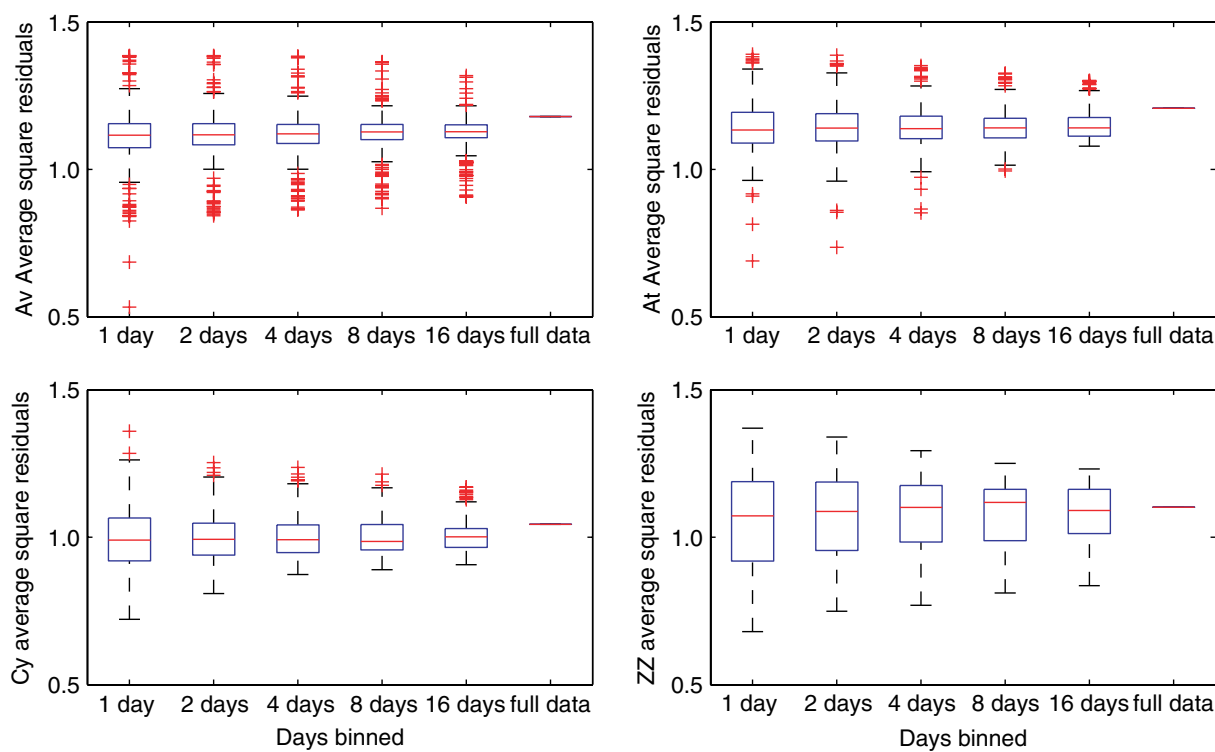 Av Average square residuals
1.5
1.0
0.5
1 day 2 days 4 days 8 days 16 days full data
At Average square residuals
1.5
1.0
0.5
1 day 2 days 4 days 8 days 16 days full data
Cy average square residuals
1.5
1.0
0.5
1 day 2 days 4 days 8 days 16 days full data
Days binned
ZZ average square residuals
1.5
1.0
0.5
1 day 2 days 4 days 8 days 16 days full data
Days binned